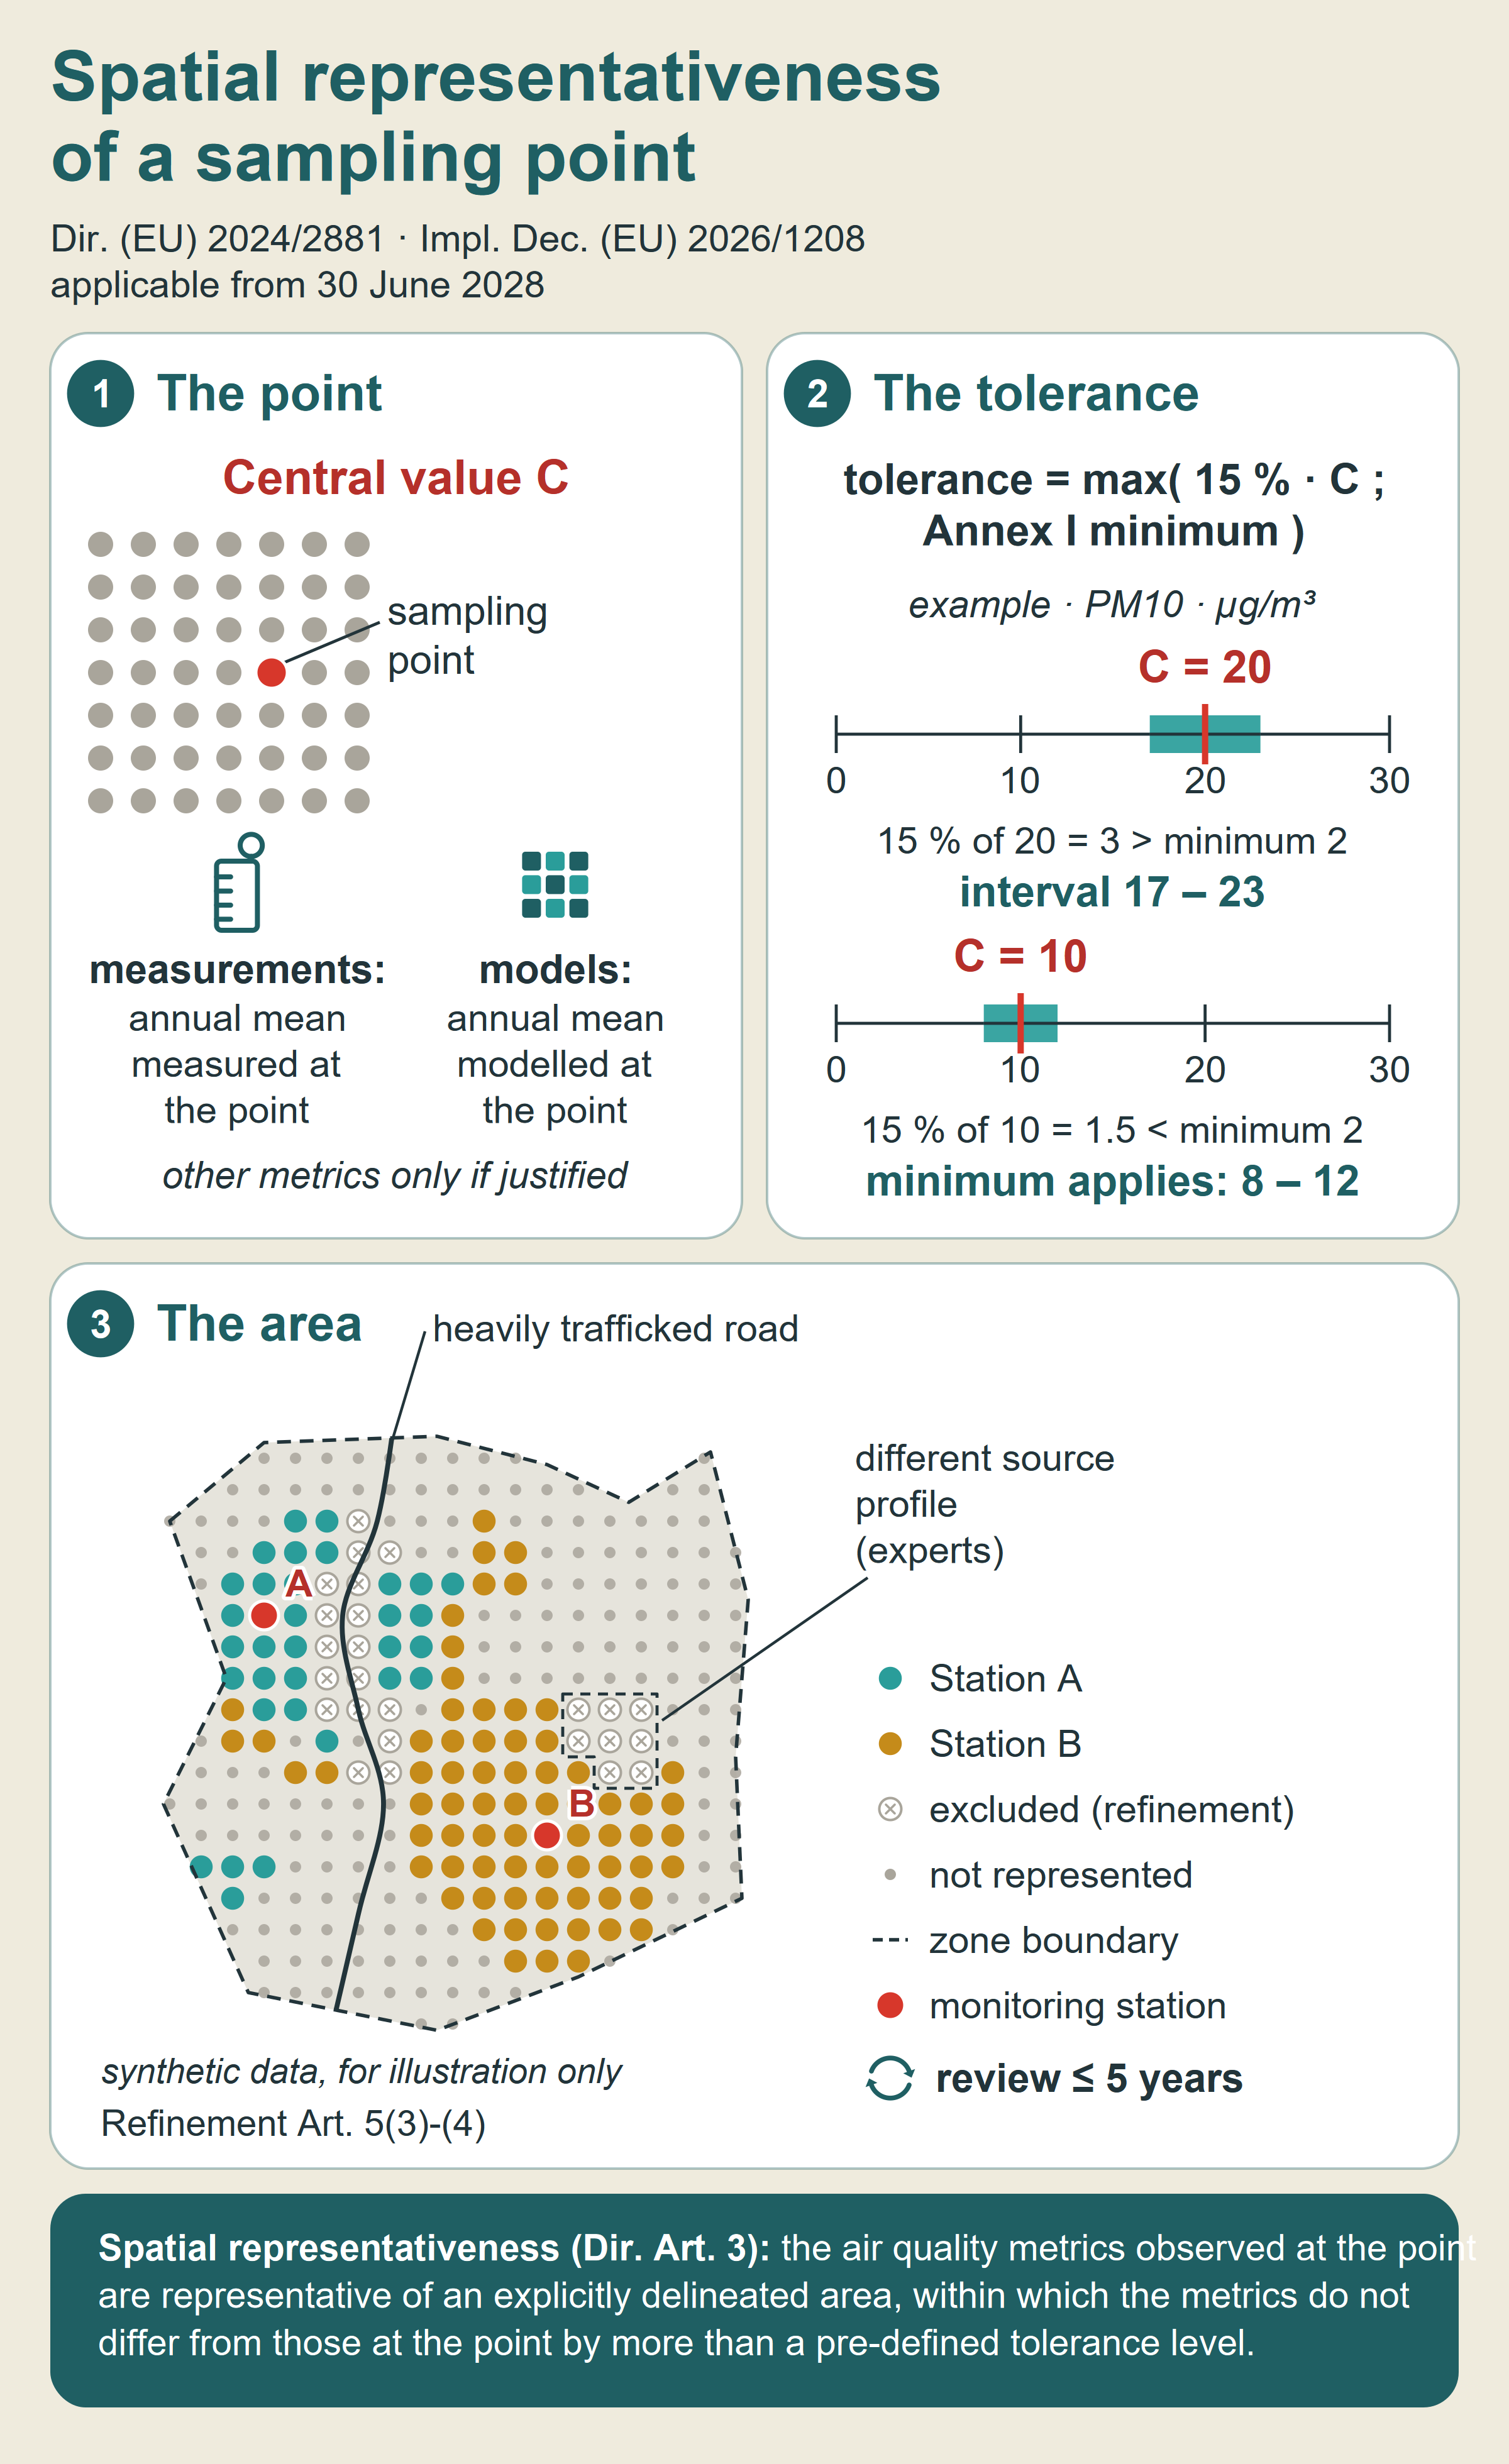 Spatial representativeness
of a sampling point
Dir. (EU) 2024/2881 · Impl. Dec. (EU) 2026/1208
applicable from 30 June 2028
1 The point
Central value C
sampling
point
measurements:
annual mean
measured at
the point
models:
annual mean
modelled at
the point
other metrics only if justified
2 The tolerance
tolerance = max( 15 % · C ;
Annex I minimum )
example · PM10 · µg/m³
C = 20
0 10 20 30
15 % of 20 = 3 > minimum 2
interval 17 – 23
C = 10
0 10 20 30
15 % of 10 = 1.5 < minimum 2
minimum applies: 8 – 12
3 The area
heavily trafficked road
different source
profile
(experts)
A
B
Station A
Station B
excluded (refinement)
not represented
zone boundary
monitoring station
review ≤ 5 years
synthetic data, for illustration only
Refinement Art. 5(3)-(4)
Spatial representativeness (Dir. Art. 3): the air quality metrics observed at the point
are representative of an explicitly delineated area, within which the metrics do not
differ from those at the point by more than a pre-defined tolerance level.